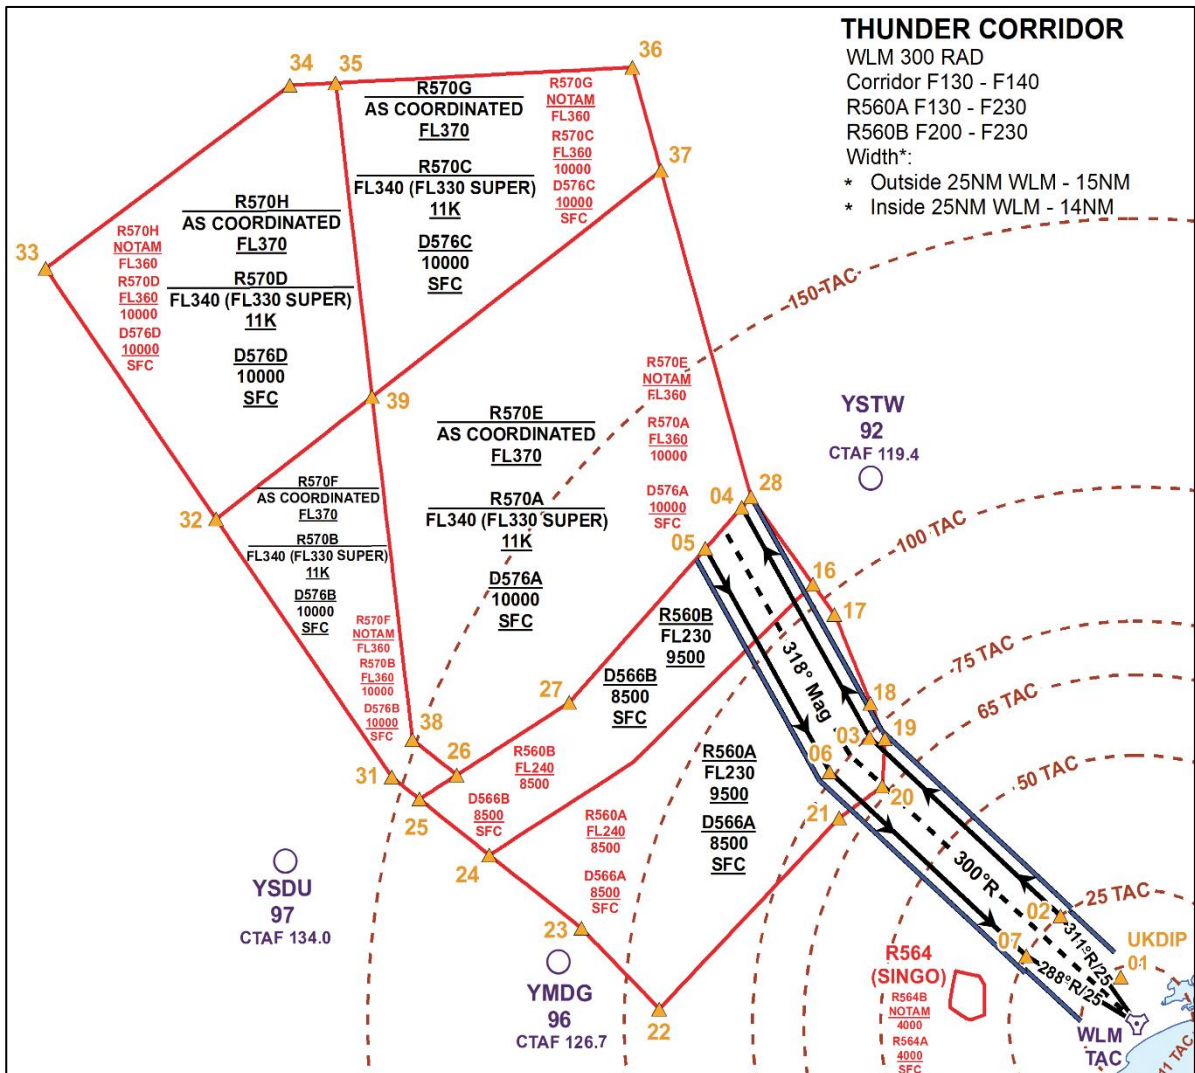 THUNDER CORRIDOR
WLM 300 RAD
Corridor F130 - F140
R560A F130 - F230
R560B F200 - F230
Width*:
* Outside 25NM WLM - 15NM
* Inside 25NM WLM - 14NM
34
35
36
37
33
32
39
R570G
AS COORDINATED
FL370
R570C
FL340 (FL330 SUPER)
11K
D576C
10000
SFC
R570G
NOTAM
FL360
R570C
FL360
10000
D576C
10000
SFC
R570H
AS COORDINATED
FL370
R570D
FL340 (FL330 SUPER)
11K
D576D
10000
SFC
R570H
NOTAM
FL360
R570D
FL360
10000
D576D
10000
SFC
150 TAC
R570E
NOTAM
FL360
R570A
FL360
10000
D576A
10000
SFC
R570E
AS COORDINATED
FL370
R570A
FL340 (FL330 SUPER)
11K
D576A
10000
SFC
YSTW
92
CTAF 119.4
R570F
AS COORDINATED
FL370
R570B
FL340 (FL330 SUPER)
11K
D576B
10000
SFC
R570F
NOTAM
FL360
R570B
FL360
10000
D576B
10000
SFC
04
28
05
100 TAC
16
17
R560B
FL230
9500
D566B
8500
SFC
318° Mag
75 TAC
27
18
65 TAC
38
26
03
19
R560B
FL240
8500
D566B
8500
SFC
R560A
FL230
9500
D566A
8500
SFC
06
31
25
20
50 TAC
21
R560A
FL240
8500
D566A
8500
SFC
24
YSDU
97
CTAF 134.0
300°R
25 TAC
23
02
311°R/25
UKDIP
01
07
288°R/25
YMDG
96
CTAF 126.7
22
R564
(SINGO)
R564B
NOTAM
4000
R564A
4000
SFC
WLM
TAC
11 TAC